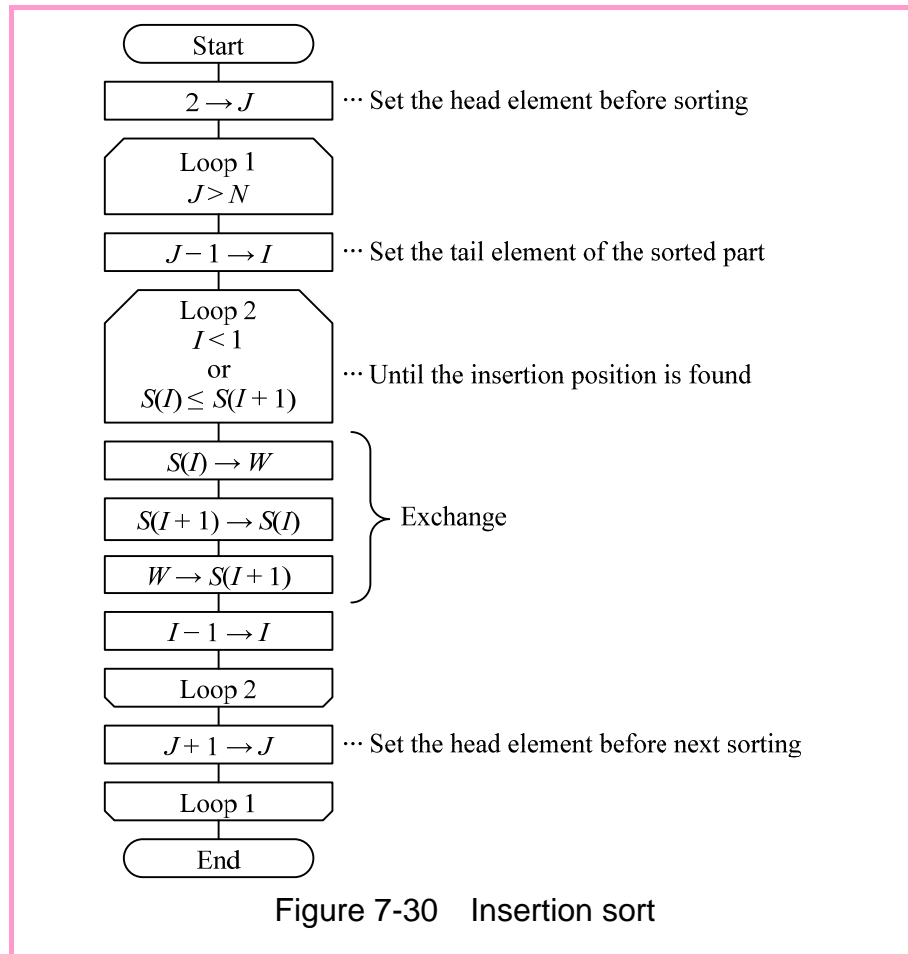 Start
2 → J ··· Set the head element before sorting
Loop 1
J > N
J − 1 → I ··· Set the tail element of the sorted part
Loop 2
I < 1
or
S(I) ≤ S(I + 1)
··· Until the insertion position is found
S(I) → W
S(I + 1) → S(I)
Exchange
W → S(I + 1)
I − 1 → I
Loop 2
J + 1 → J ··· Set the head element before next sorting
Loop 1
End
Figure 7-30 Insertion sort